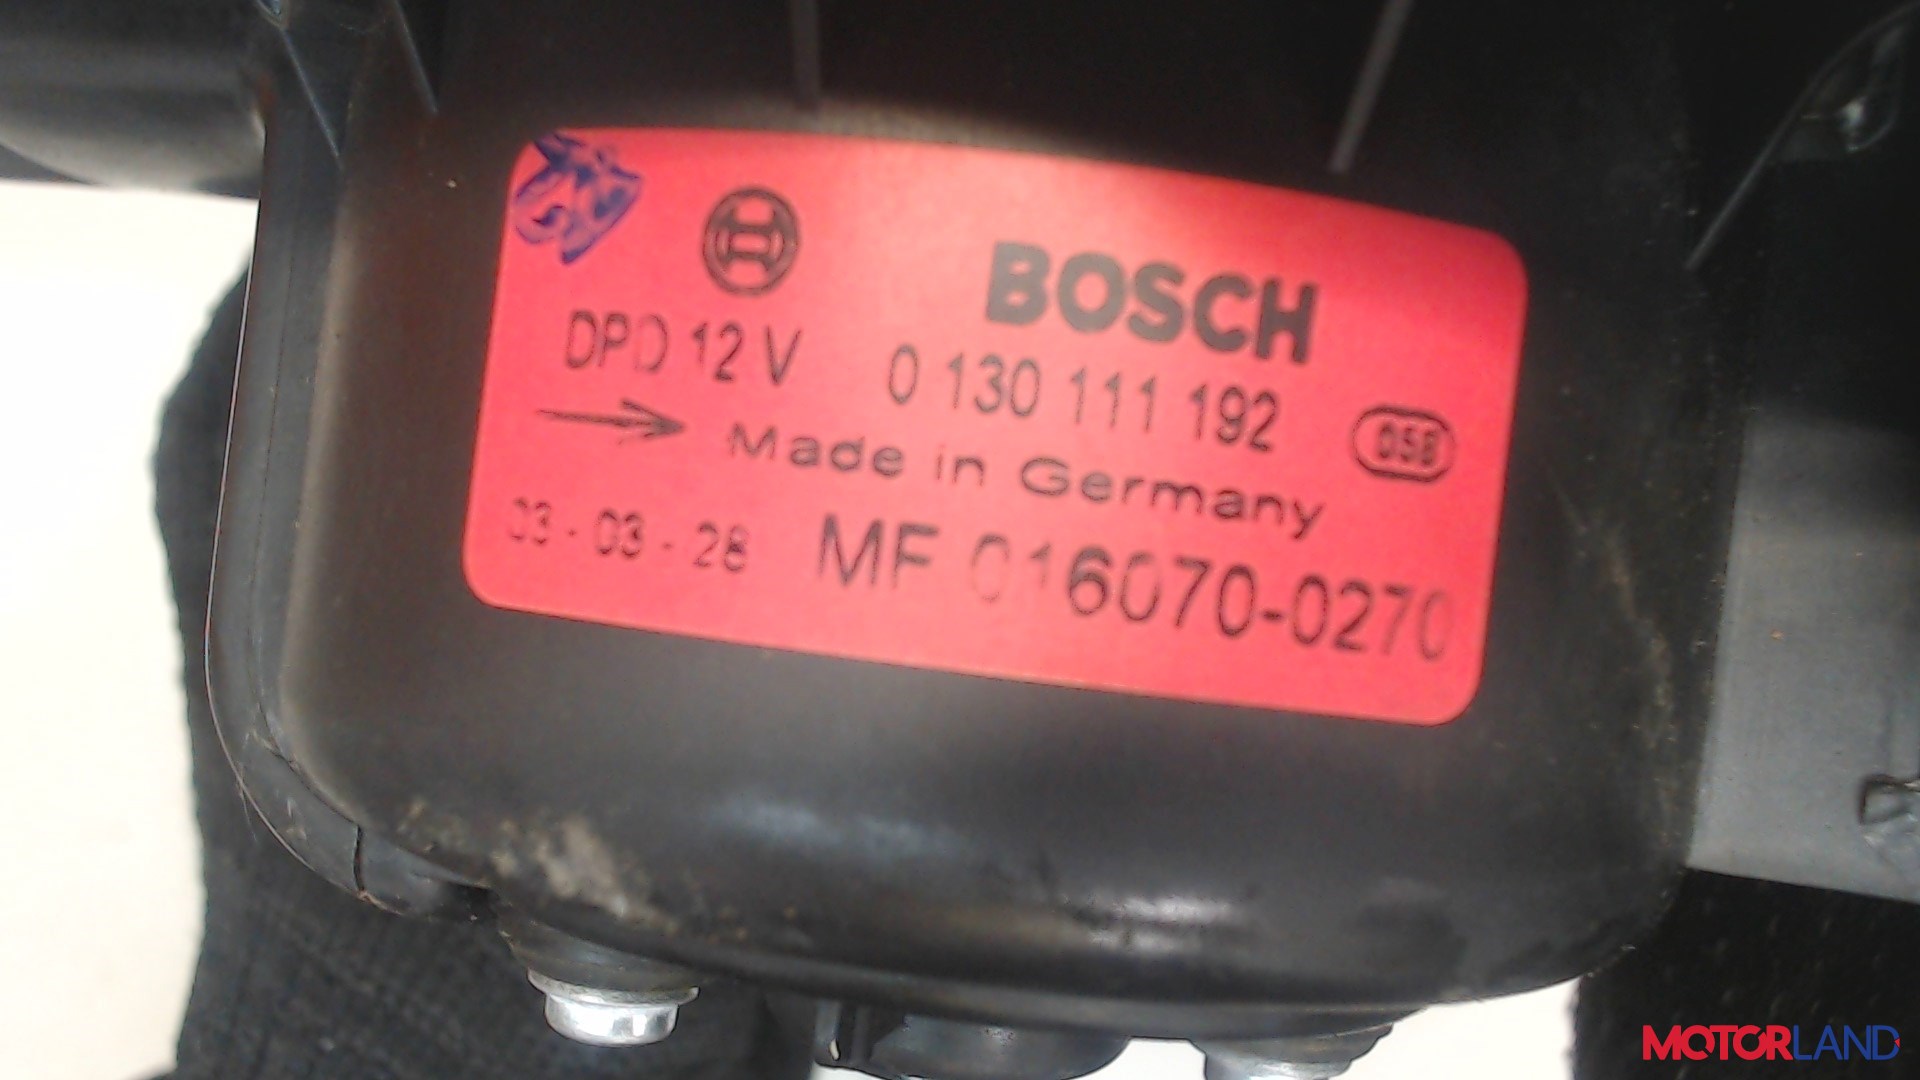 BOSCH
DPD 12 V 0 130 111 192
Made in Germany 058
03-03-28 MF 016070-0270
MOTORLAND